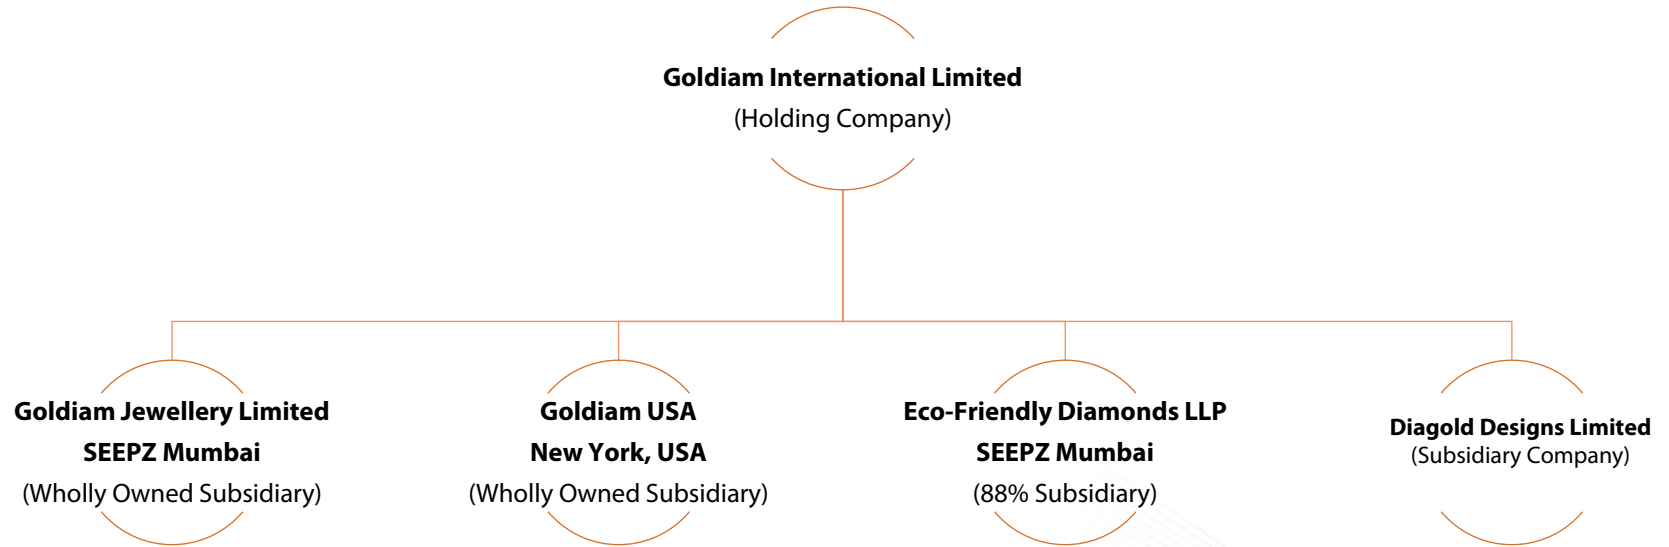 Goldiam International Limited
(Holding Company)
Goldiam Jewellery Limited
SEEPZ Mumbai
(Wholly Owned Subsidiary)
Goldiam USA
New York, USA
(Wholly Owned Subsidiary)
Eco-Friendly Diamonds LLP
SEEPZ Mumbai
(88% Subsidiary)
Diagold Designs Limited
(Subsidiary Company)